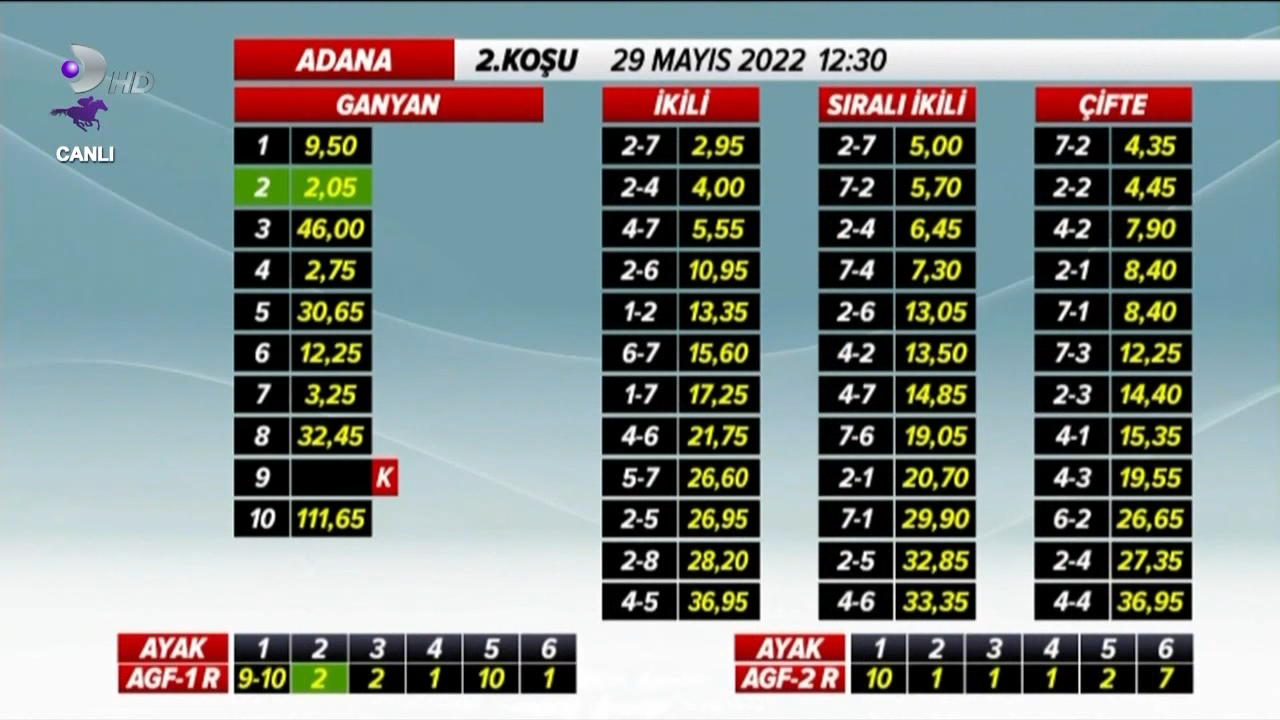 D HD
CANLI
ADANA 2.KOŞU 29 MAYIS 2022 12:30
GANYAN İKİLİ SIRALI İKİLİ ÇİFTE
1 9,50 2-7 2,95 2-7 5,00 7-2 4,35
2 2,05 2-4 4,00 7-2 5,70 2-2 4,45
3 46,00 4-7 5,55 2-4 6,45 4-2 7,90
4 2,75 2-6 10,95 7-4 7,30 2-1 8,40
5 30,65 1-2 13,35 2-6 13,05 7-1 8,40
6 12,25 6-7 15,60 4-2 13,50 7-3 12,25
7 3,25 1-7 17,25 4-7 14,85 2-3 14,40
8 32,45 4-6 21,75 7-6 19,05 4-1 15,35
9 K 5-7 26,60 2-1 20,70 4-3 19,55
10 111,65 2-5 26,95 7-1 29,90 6-2 26,65
2-8 28,20 2-5 32,85 2-4 27,35
4-5 36,95 4-6 33,35 4-4 36,95
AYAK 1 2 3 4 5 6 AYAK 1 2 3 4 5 6
AGF-1 R 9-10 2 2 1 10 1 AGF-2 R 10 1 1 1 2 7